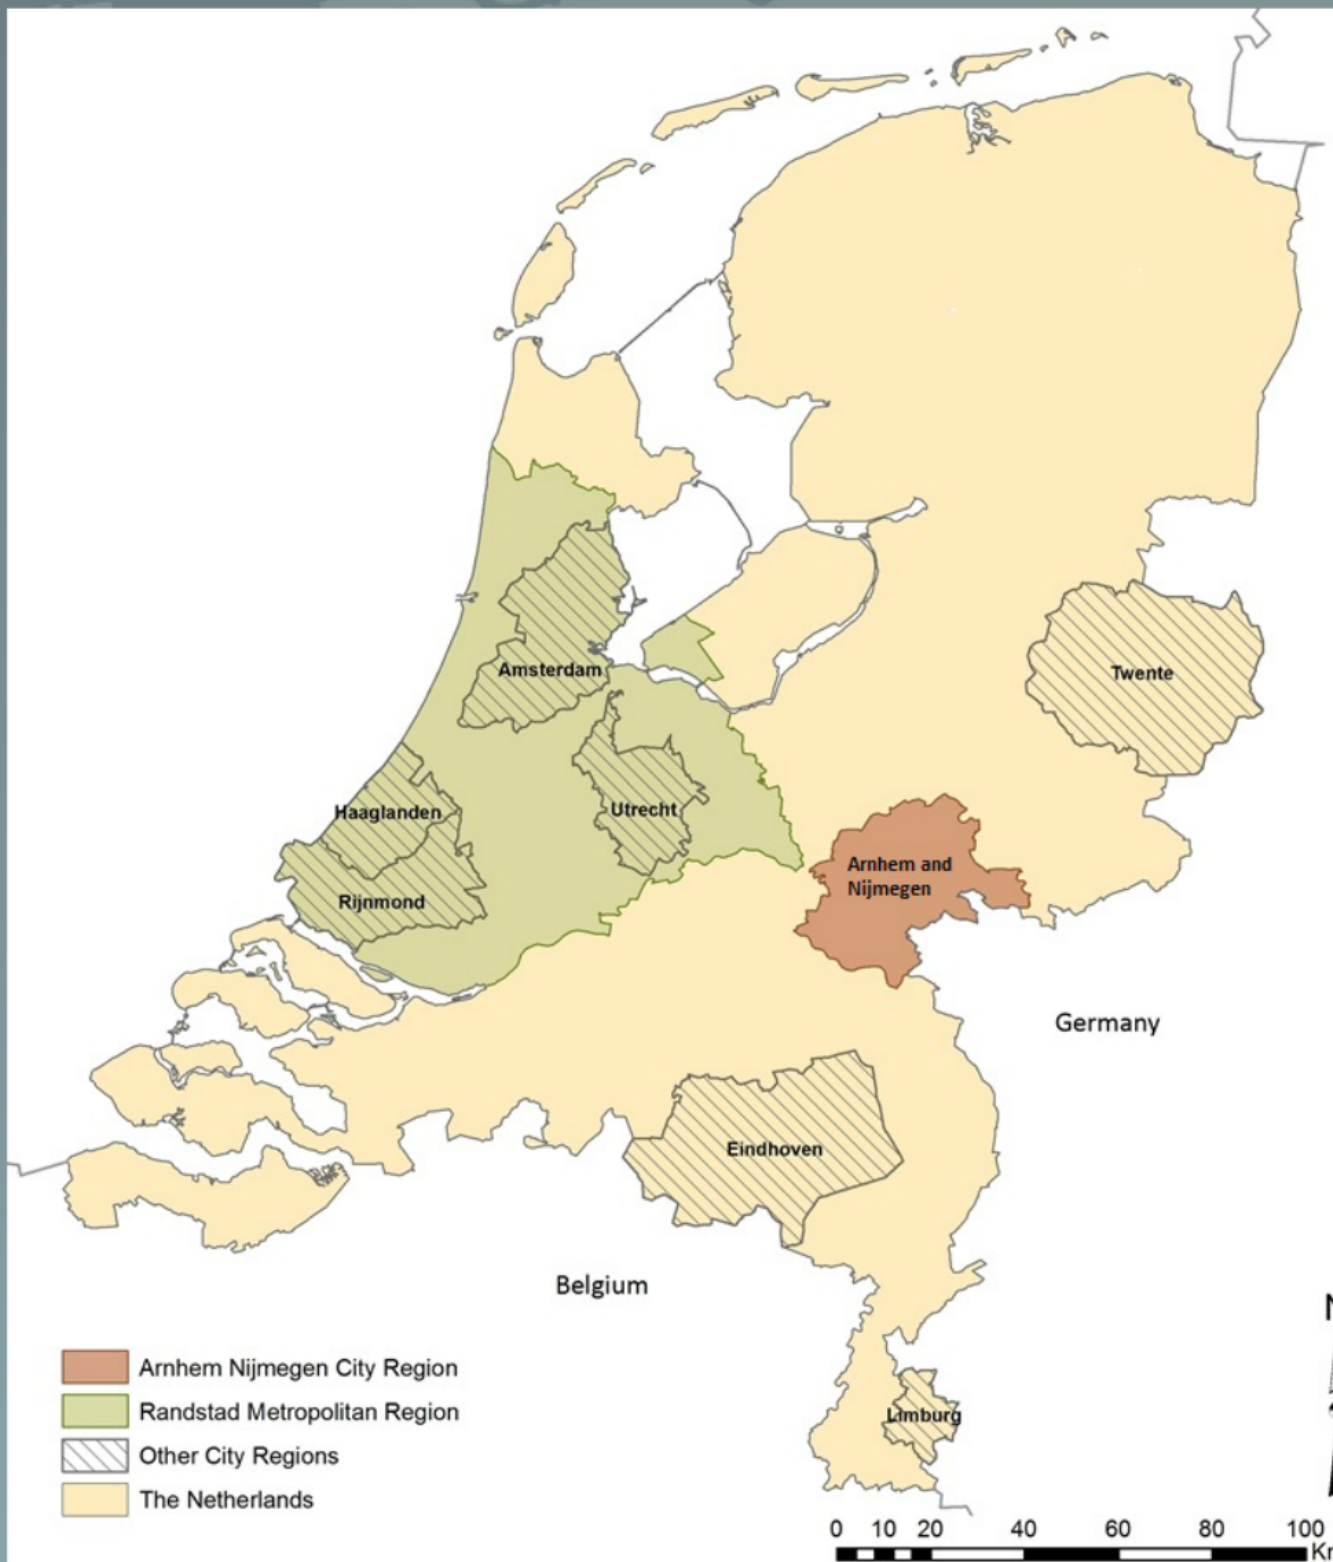 Amsterdam
Twente
Haaglanden
Utrecht
Arnhem and
Nijmegen
Rijnmond
Germany
Eindhoven
Belgium
N
Arnhem Nijmegen City Region
Randstad Metropolitan Region
Limburg
Other City Regions
The Netherlands
0 10 20 40 60 80 100